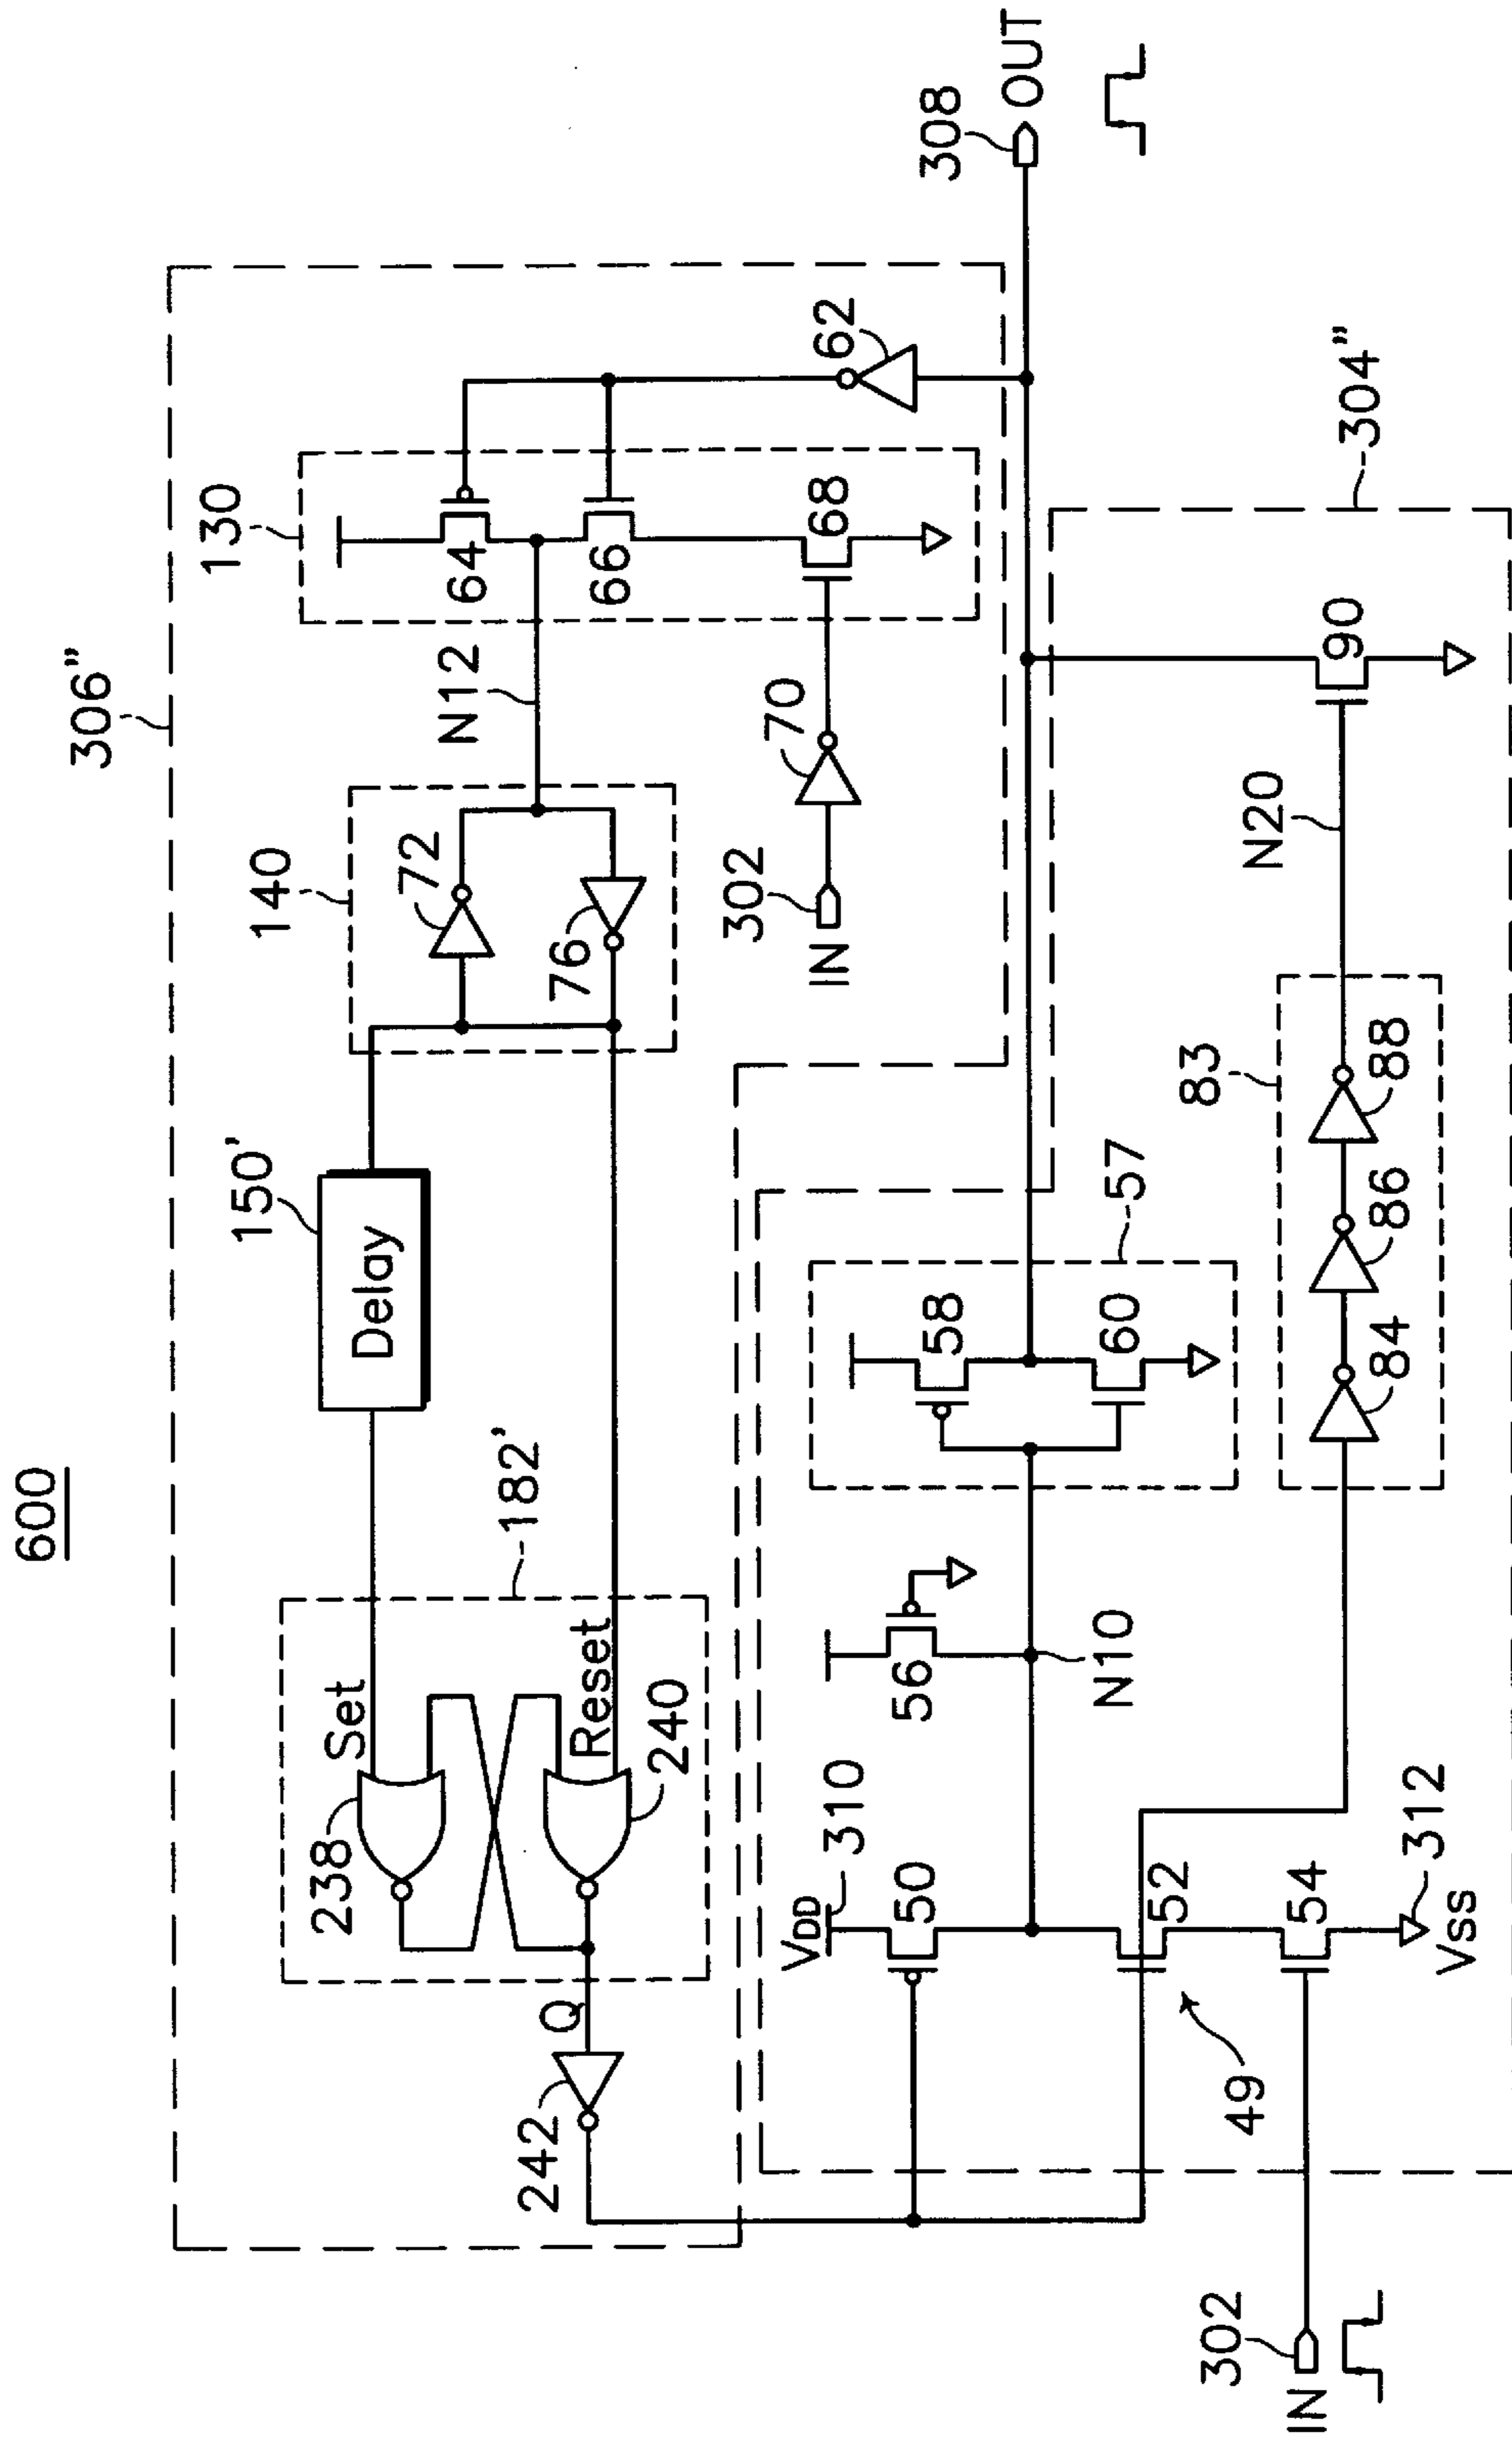 600
306"
130
64
66
68
62
N12
140
72
76
70
302
IN
150'
Delay
182'
Set
Reset
238
240
Q
242
308
OUT
304"
90
N20
83
84
86
88
57
58
60
56
N10
VDD
310
50
52
54
49
312
VSS
302
IN